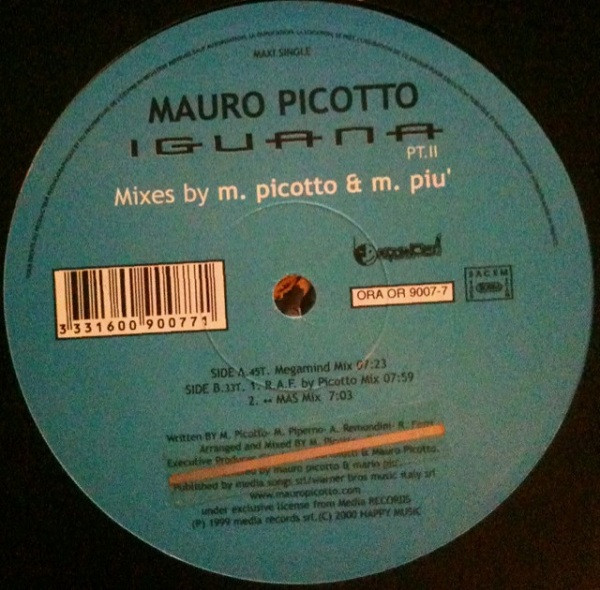 MAXI SINGLE
MAURO PICOTTO
IGUANA
PT.II
Mixes by m. picotto & m. piu'
ORA OR 9007-7
SACEM
3 331600 900771
SIDE A.45T. Megamind Mix 07:23
SIDE B.33T. 1. R.A.F. by Picotto Mix 07:59
2. •• MAS Mix 7:03
Written BY M. Picotto- M. Piperno- A. Remondini- R.
Arranged and Mixed BY M.
Executive & Mauro Picotto.
by mauro picotto & mario
Published by media songs srl/warner bros music italy srl
www.mauropicotto.com
under exclusive license from Media RECORDS
(P) 1999 media records srl.(C) 2000 HAPPY MUSIC